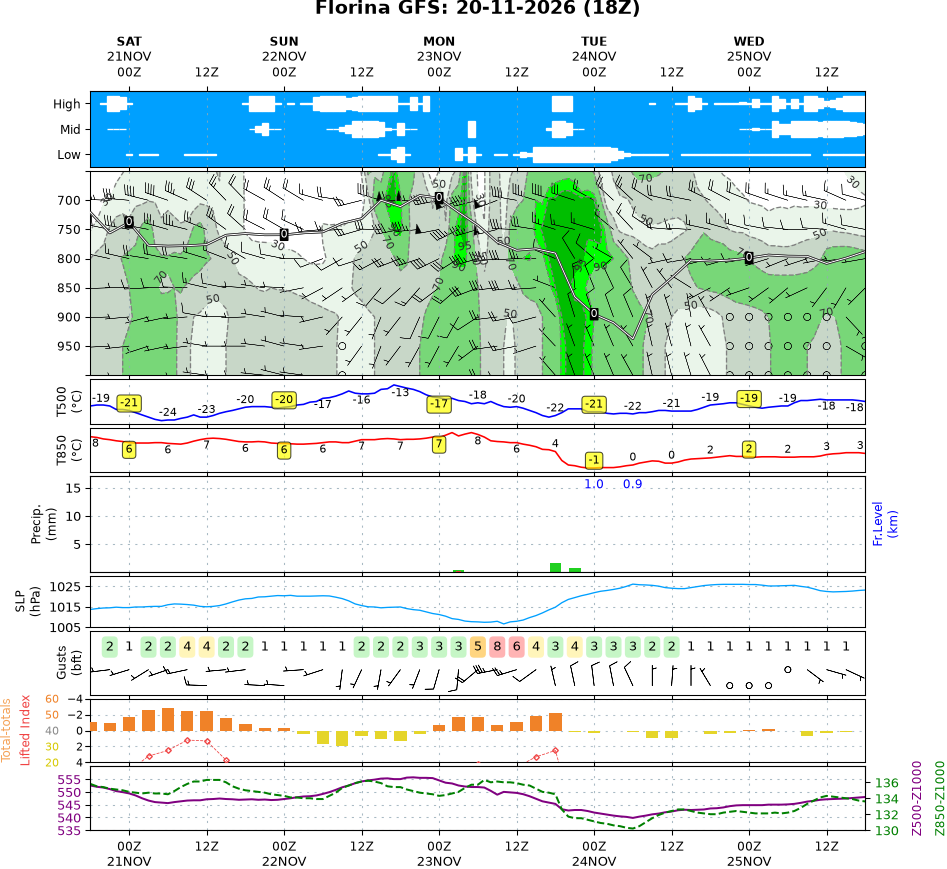 Florina GFS: 20-11-2026 (18Z)
SAT SUN MON TUE WED
21NOV 22NOV 23NOV 24NOV 25NOV
00Z 12Z 00Z 12Z 00Z 12Z 00Z 12Z 00Z 12Z
High
Mid
Low
700
750
800
850
900
950
0 0 0 0 0
30 50 70 90 95
T500 (°C)
-19 -21 -24 -23 -20 -20 -17 -16 -13 -17 -18 -20 -22 -21 -22 -21 -19 -19 -19 -18 -18
T850 (°C)
8 6 6 7 6 6 6 7 7 7 8 6 4 -1 0 0 2 2 2 3 3
Precip. (mm)
15
10
5
1.0 0.9
Fr.Level (km)
SLP (hPa)
1025
1015
1005
Gusts (bft)
2 1 2 2 4 4 2 2 1 1 1 1 1 2 2 2 3 3 3 5 8 6 4 3 4 3 3 3 2 2 1 1 1 1 1 1 1 1 1
Total-totals
Lifted Index
60 −4
50 −2
40 0
30 2
20 4
555
550
545
540
535
136
134
132
130
Z500-Z1000
Z850-Z1000
00Z 12Z 00Z 12Z 00Z 12Z 00Z 12Z 00Z 12Z
21NOV 22NOV 23NOV 24NOV 25NOV